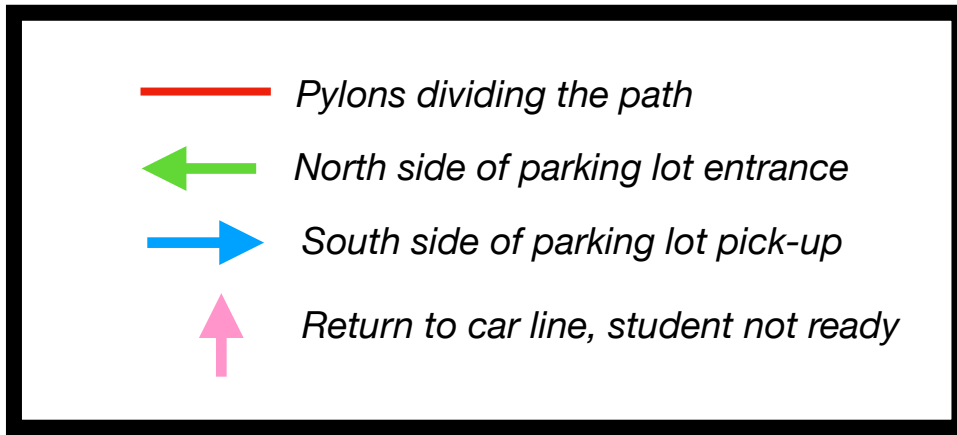 Pylons dividing the path
North side of parking lot entrance
South side of parking lot pick-up
Return to car line, student not ready